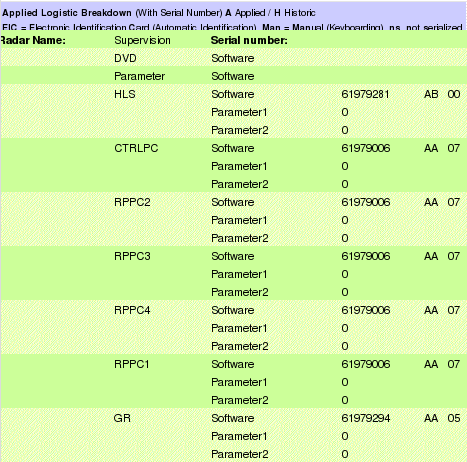 Applied Logistic Breakdown (With Serial Number) A Applied / H Historic
EIC = Electronic Identification Card (Automatic Identification), Man = Manual (Keyboarding), ns, not serialized
Radar Name: Supervision Serial number:
DVD Software
Parameter Software
HLS Software 61979281 AB 00
Parameter1 0
Parameter2 0
CTRLPC Software 61979006 AA 07
Parameter1 0
Parameter2 0
RPPC2 Software 61979006 AA 07
Parameter1 0
Parameter2 0
RPPC3 Software 61979006 AA 07
Parameter1 0
Parameter2 0
RPPC4 Software 61979006 AA 07
Parameter1 0
Parameter2 0
RPPC1 Software 61979006 AA 07
Parameter1 0
Parameter2 0
GR Software 61979294 AA 05
Parameter1 0
Parameter2 0